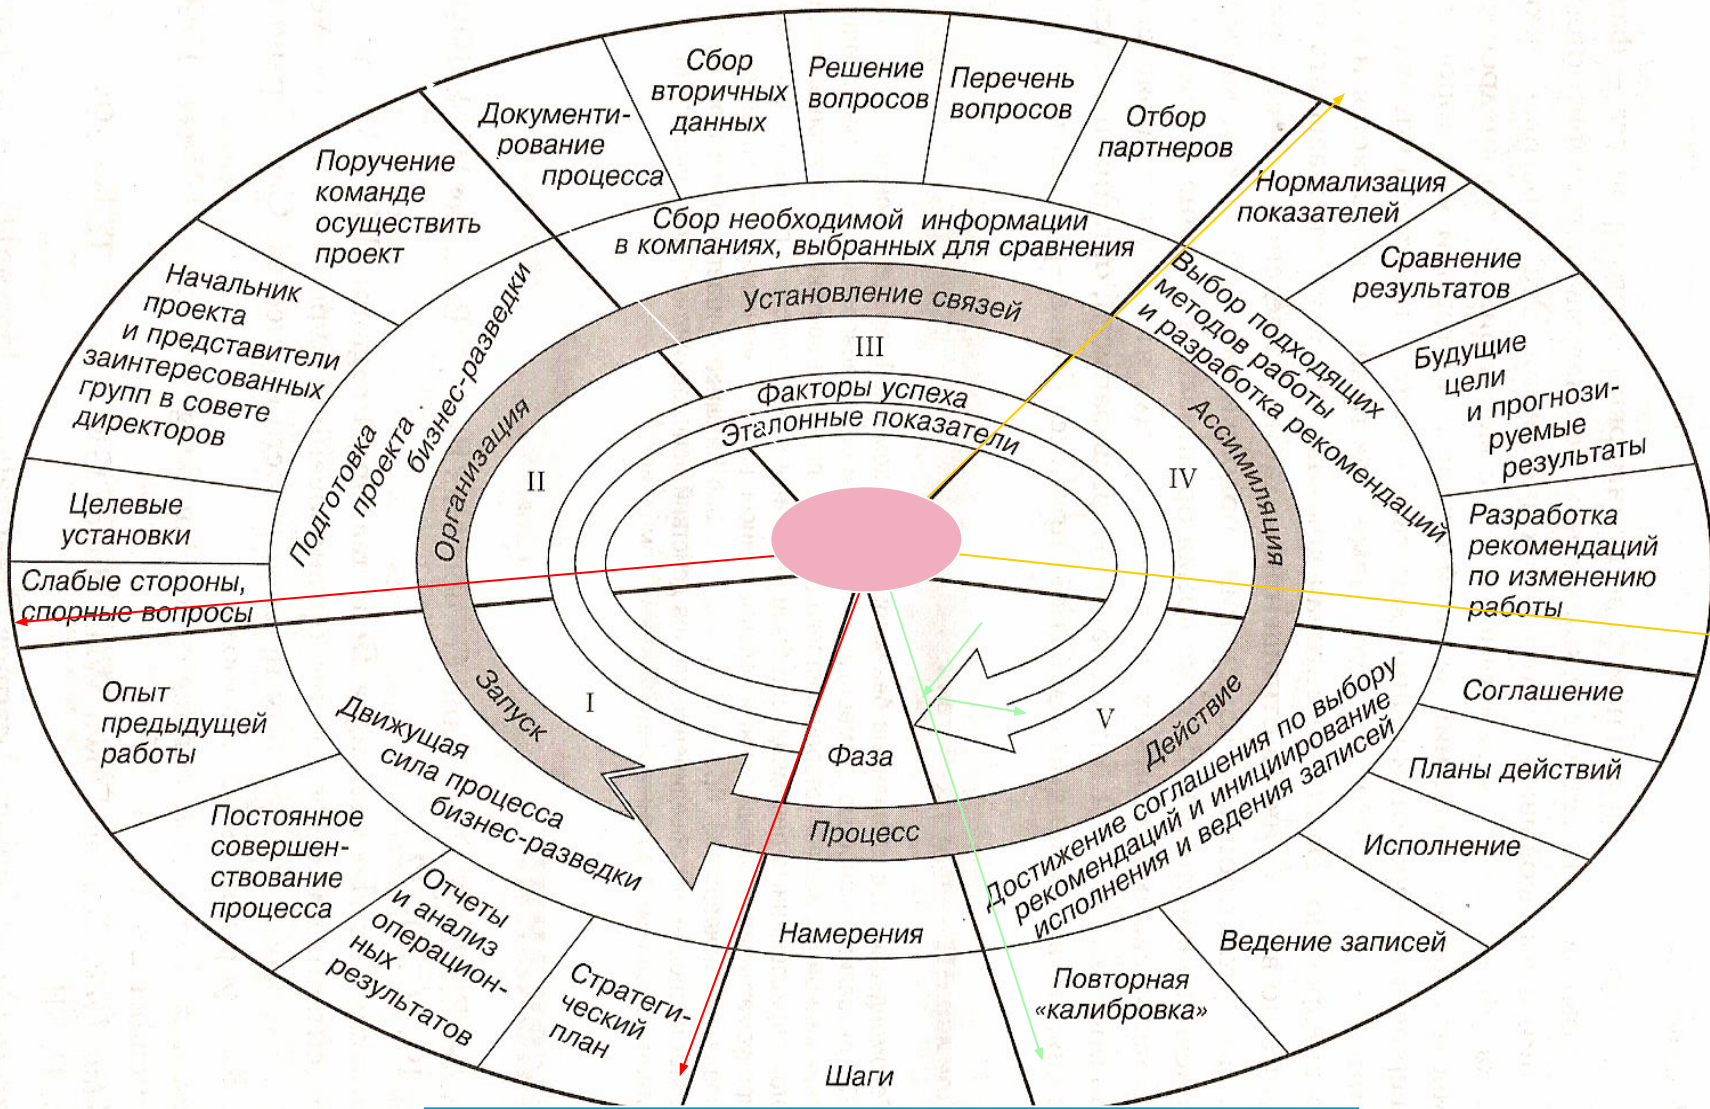 Сбор
вторичных
данных
Решение
вопросов
Перечень
вопросов
Отбор
партнеров
Документи-
рование
процесса
Поручение
команде
осуществить
проект
Начальник
проекта
и представители
заинтересованных
групп в совете
директоров
Целевые
установки
Слабые стороны,
спорные вопросы
Нормализация
показателей
Сравнение
результатов
Будущие
цели
и прогнози-
руемые
результаты
Разработка
рекомендаций
по изменению
работы
Сбор необходимой информации
в компаниях, выбранных для сравнения
Подготовка
проекта
бизнес-разведки
Выбор подходящих
методов работы
и разработка рекомендаций
Установление связей
Организация
Ассимиляция
III
Факторы успеха
Эталонные показатели
II
IV
I
V
Запуск
Действие
Фаза
Процесс
Намерения
Шаги
Движущая
сила процесса
бизнес-разведки
Достижение соглашения по выбору
рекомендаций и инициирование
исполнения и ведения записей
Опыт
предыдущей
работы
Постоянное
совершен-
ствование
процесса
Отчеты
и анализ
операцион-
ных
результатов
Стратеги-
ческий
план
Соглашение
Планы действий
Исполнение
Ведение записей
Повторная
«калибровка»